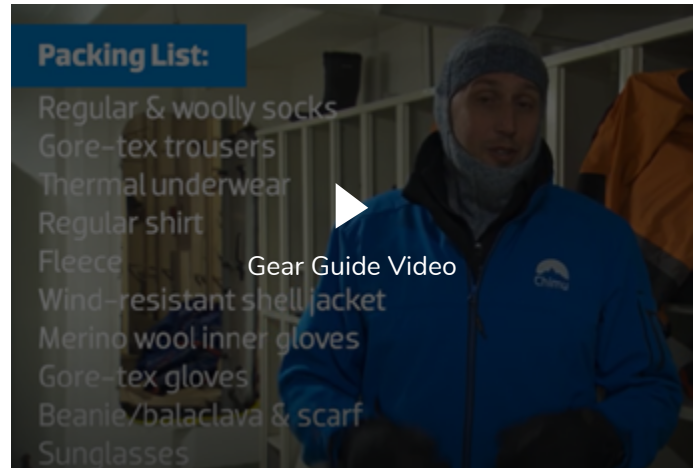 Packing List:
Regular & woolly socks
Gore-tex trousers
Thermal underwear
Regular shirt
Fleece
Gear Guide Video
Wind-resistant shell jacket
Chimu
Merino wool inner gloves
Gore-tex gloves
Beanie/balaclava & scarf
Sunglasses